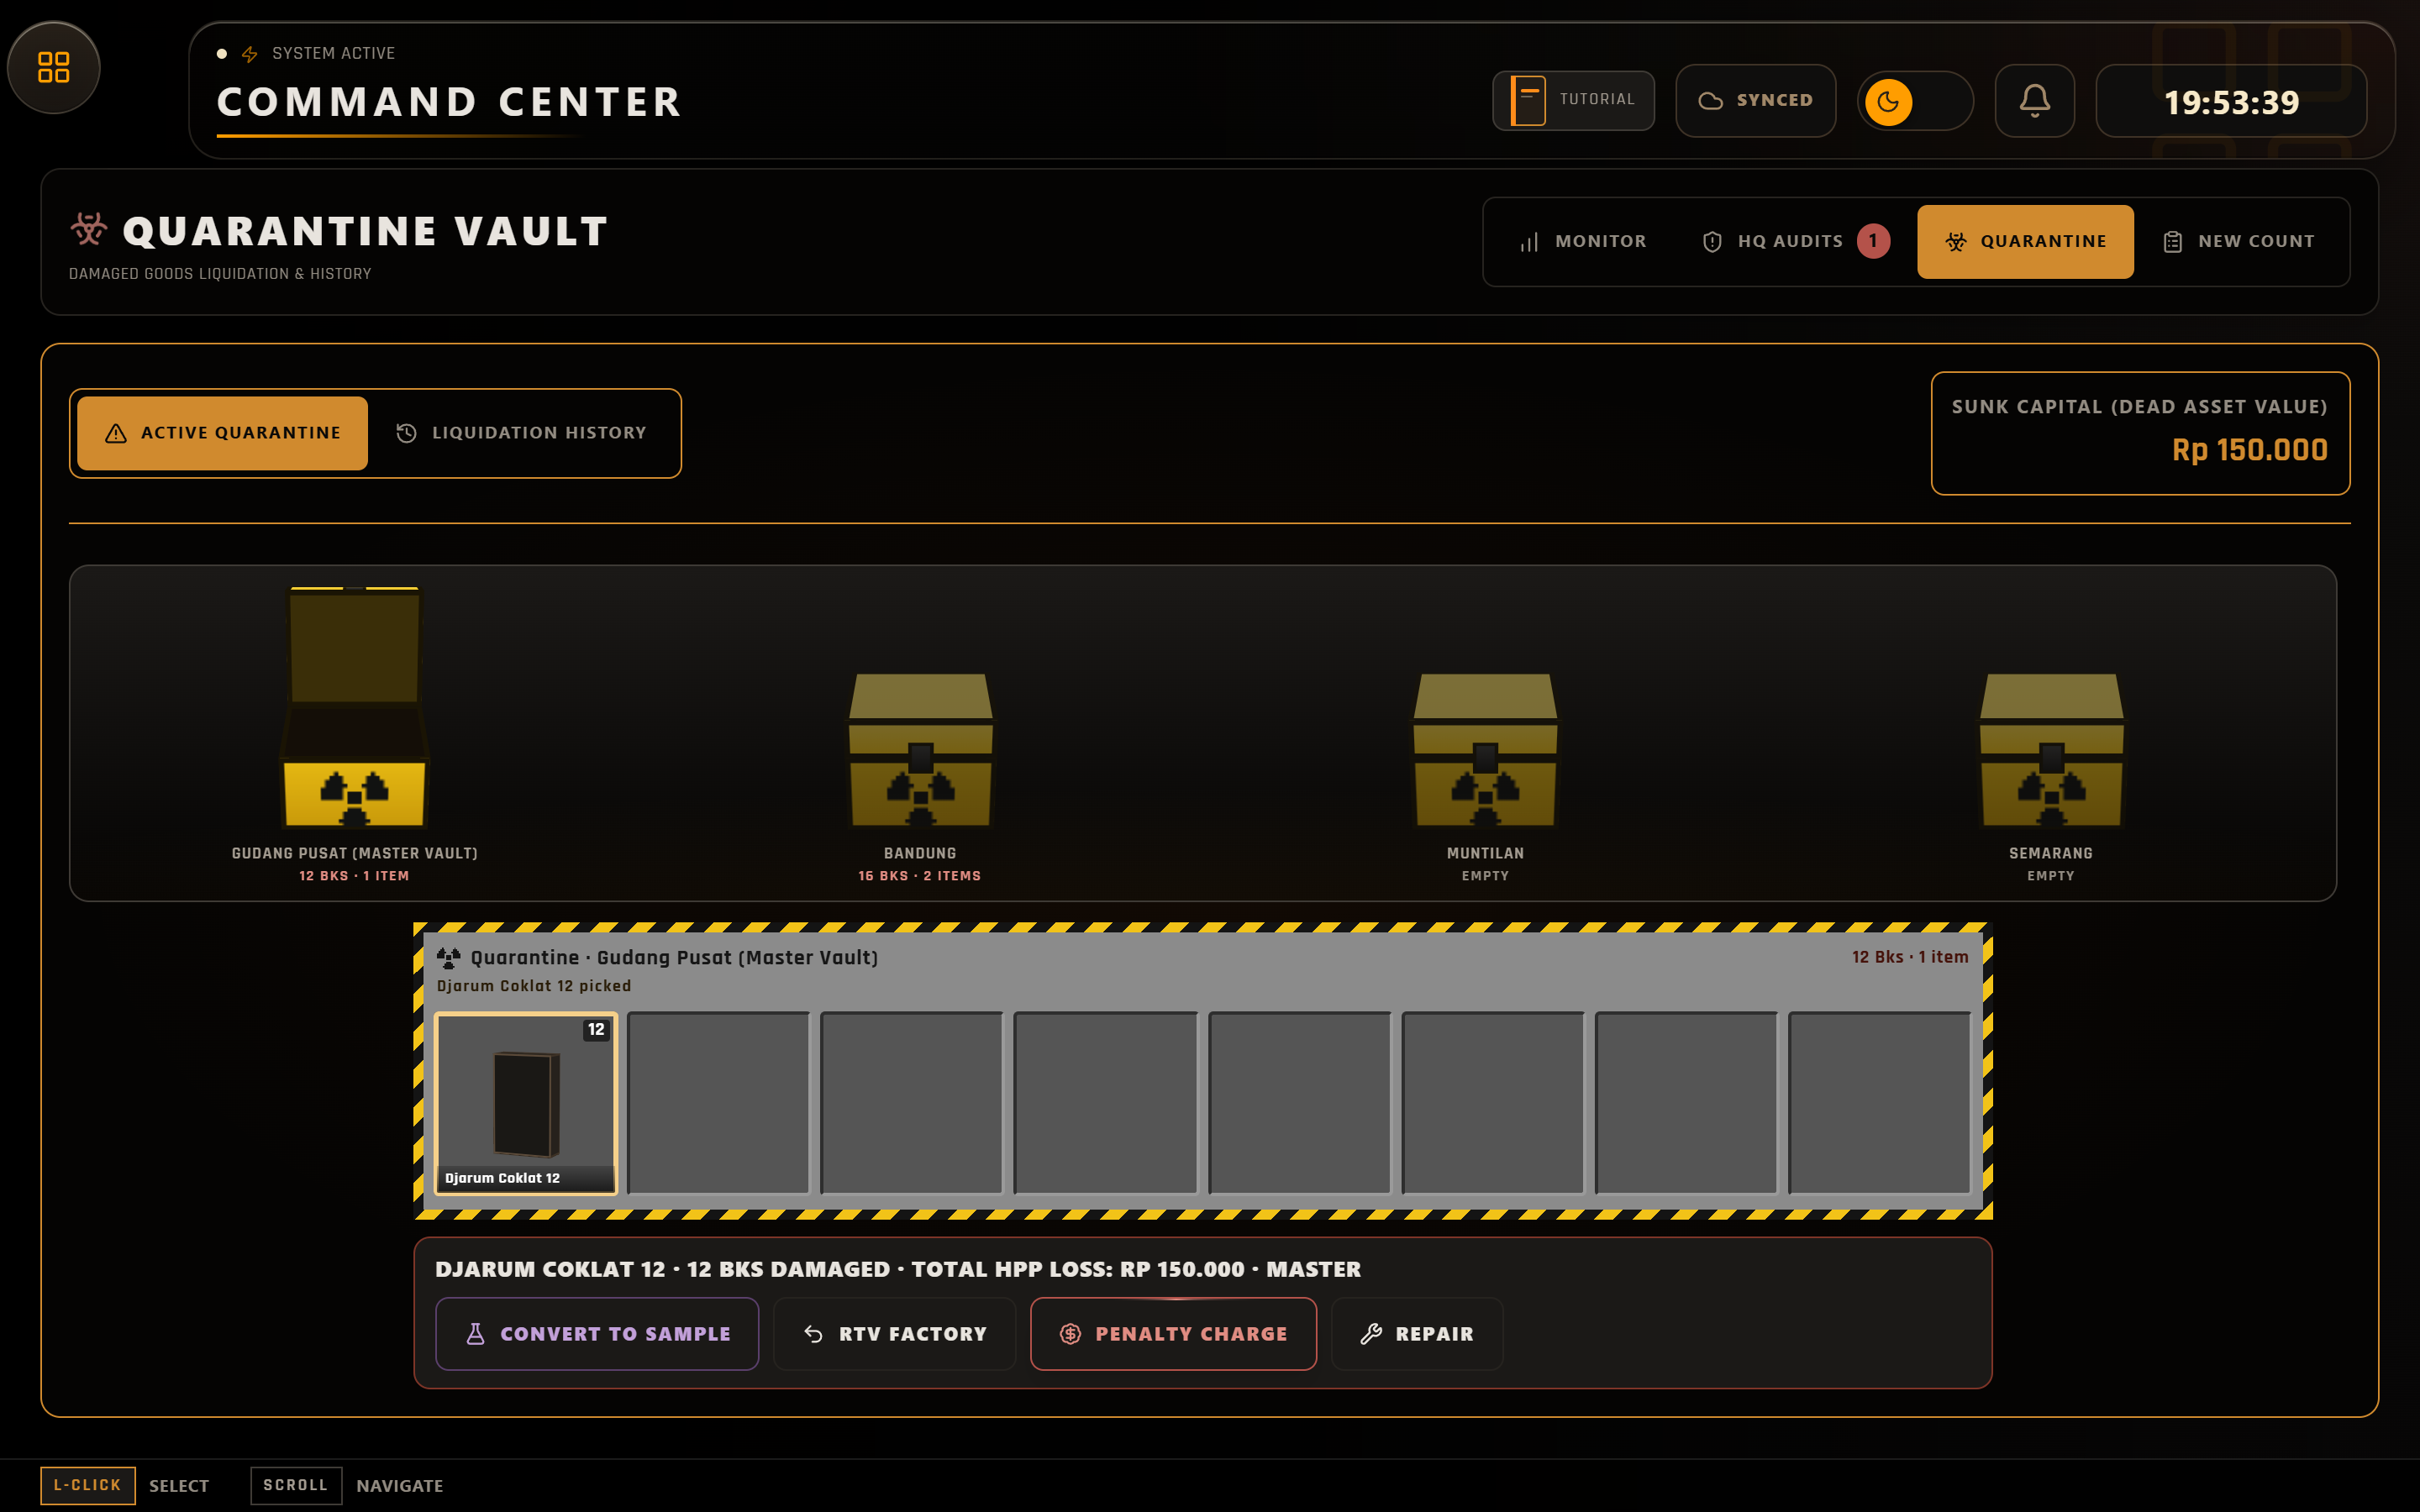 SYSTEM ACTIVE
COMMAND CENTER
TUTORIAL
SYNCED
19:53:39
QUARANTINE VAULT
DAMAGED GOODS LIQUIDATION & HISTORY
MONITOR
HQ AUDITS 1
QUARANTINE
NEW COUNT
ACTIVE QUARANTINE
LIQUIDATION HISTORY
SUNK CAPITAL (DEAD ASSET VALUE)
Rp 150.000
GUDANG PUSAT (MASTER VAULT)
12 BKS · 1 ITEM
BANDUNG
16 BKS · 2 ITEMS
MUNTILAN
EMPTY
SEMARANG
EMPTY
Quarantine · Gudang Pusat (Master Vault)
12 Bks · 1 item
Djarum Coklat 12 picked
12
Djarum Coklat 12
DJARUM COKLAT 12 · 12 BKS DAMAGED · TOTAL HPP LOSS: RP 150.000 · MASTER
CONVERT TO SAMPLE
RTV FACTORY
PENALTY CHARGE
REPAIR
L-CLICK SELECT
SCROLL NAVIGATE